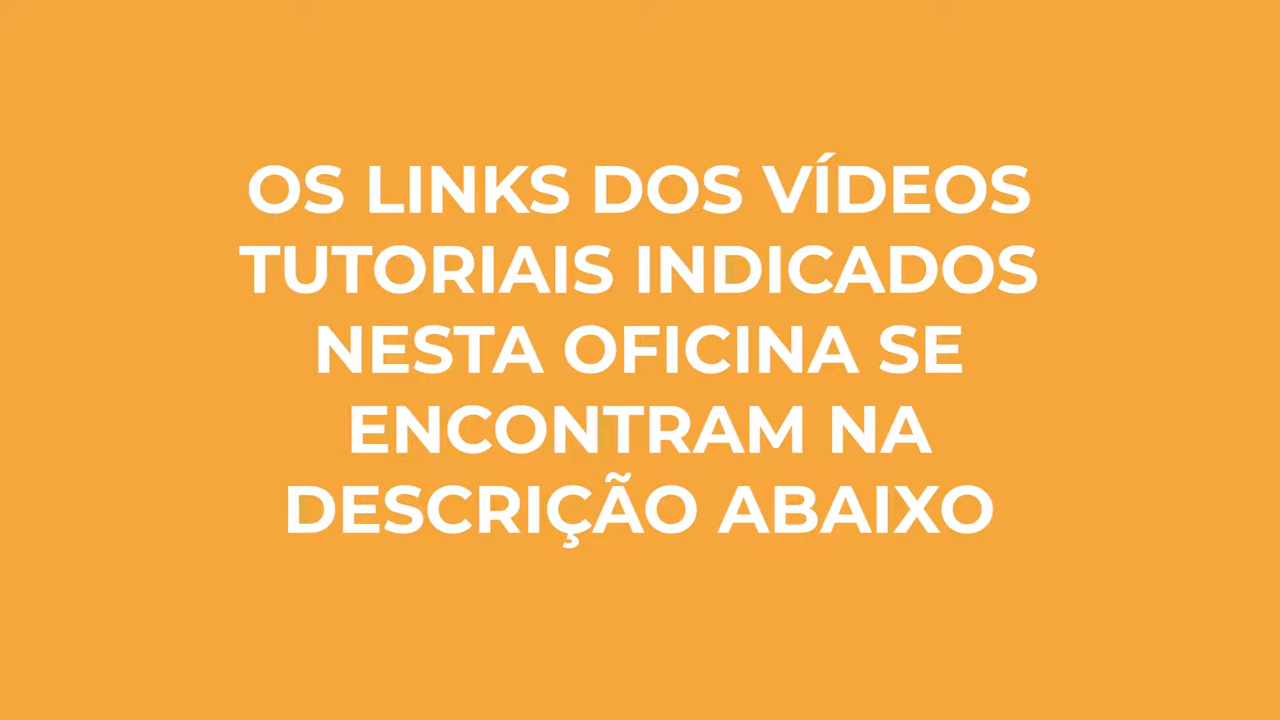 OS LINKS DOS VÍDEOS
TUTORIAIS INDICADOS
NESTA OFICINA SE
ENCONTRAM NA
DESCRIÇÃO ABAIXO